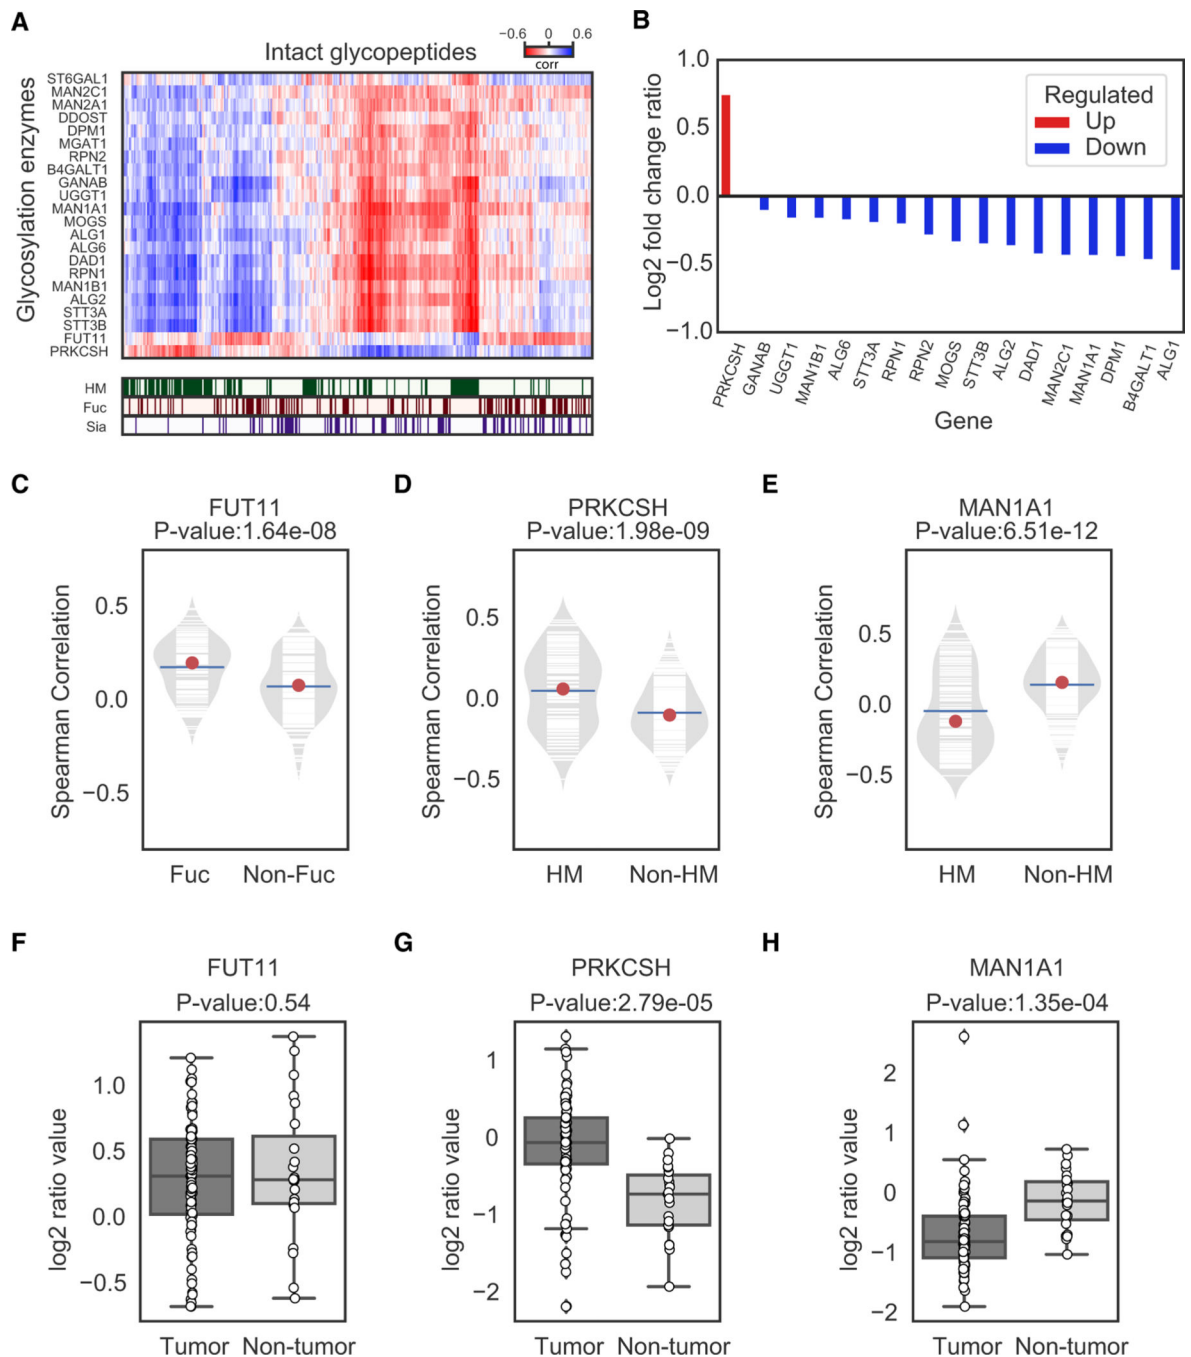 A
Intact glycopeptides
−0.6 0 0.6
corr
Glycosylation enzymes
ST6GAL1
MAN2C1
MAN2A1
DDOST
DPM1
MGAT1
RPN2
B4GALT1
GANAB
UGGT1
MAN1A1
MOGS
ALG1
ALG6
DAD1
RPN1
MAN1B1
ALG2
STT3A
STT3B
FUT11
PRKCSH
HM
Fuc
Sia
B
Log2 fold change ratio
1.0
0.5
0.0
−0.5
−1.0
Regulated
Up
Down
PRKCSH
GANAB
UGGT1
MAN1B1
ALG6
STT3A
RPN1
RPN2
MOGS
STT3B
ALG2
DAD1
MAN2C1
MAN1A1
DPM1
B4GALT1
ALG1
Gene
C
FUT11
P-value:1.64e-08
Spearman Correlation
0.5
0.0
−0.5
Fuc Non-Fuc
D
PRKCSH
P-value:1.98e-09
Spearman Correlation
0.5
0.0
−0.5
HM Non-HM
E
MAN1A1
P-value:6.51e-12
Spearman Correlation
0.5
0.0
−0.5
HM Non-HM
F
FUT11
P-value:0.54
log2 ratio value
1.0
0.5
0.0
−0.5
Tumor Non-tumor
G
PRKCSH
P-value:2.79e-05
log2 ratio value
1
0
−1
−2
Tumor Non-tumor
H
MAN1A1
P-value:1.35e-04
log2 ratio value
2
1
0
−1
−2
Tumor Non-tumor